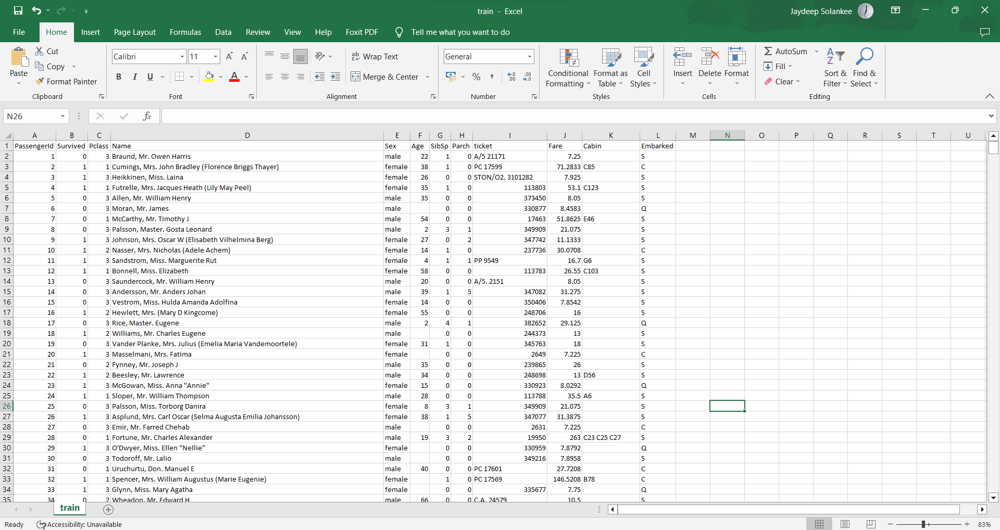 train - Excel
Jaydeep Solankee
File Home Insert Page Layout Formulas Data Review View Help Foxit PDF Tell me what you want to do
Paste
Cut
Copy
Format Painter
Clipboard
Calibri 11
B I U
Font
Wrap Text
Merge & Center
Alignment
General
% ,
Number
Conditional Formatting
Format as Table
Cell Styles
Styles
Insert
Delete
Format
Cells
AutoSum
Fill
Clear
Sort & Filter
Find & Select
Editing
N26 fx
A B C D E F G H I J K L M N O P Q R S T U
1 PassengerId Survived Pclass Name Sex Age SibSp Parch ticket Fare Cabin Embarked
2 1 0 3 Braund, Mr. Owen Harris male 22 1 0 A/5 21171 7.25 S
3 2 1 1 Cumings, Mrs. John Bradley (Florence Briggs Thayer) female 38 1 0 PC 17599 71.2833 C85 C
4 3 1 3 Heikkinen, Miss. Laina female 26 0 0 STON/O2. 3101282 7.925 S
5 4 1 1 Futrelle, Mrs. Jacques Heath (Lily May Peel) female 35 1 0 113803 53.1 C123 S
6 5 0 3 Allen, Mr. William Henry male 35 0 0 373450 8.05 S
7 6 0 3 Moran, Mr. James male 0 0 330877 8.4583 Q
8 7 0 1 McCarthy, Mr. Timothy J male 54 0 0 17463 51.8625 E46 S
9 8 0 3 Palsson, Master. Gosta Leonard male 2 3 1 349909 21.075 S
10 9 1 3 Johnson, Mrs. Oscar W (Elisabeth Vilhelmina Berg) female 27 0 2 347742 11.1333 S
11 10 1 2 Nasser, Mrs. Nicholas (Adele Achem) female 14 1 0 237736 30.0708 C
12 11 1 3 Sandstrom, Miss. Marguerite Rut female 4 1 1 PP 9549 16.7 G6 S
13 12 1 1 Bonnell, Miss. Elizabeth female 58 0 0 113783 26.55 C103 S
14 13 0 3 Saundercock, Mr. William Henry male 20 0 0 A/5. 2151 8.05 S
15 14 0 3 Andersson, Mr. Anders Johan male 39 1 5 347082 31.275 S
16 15 0 3 Vestrom, Miss. Hulda Amanda Adolfina female 14 0 0 350406 7.8542 S
17 16 1 2 Hewlett, Mrs. (Mary D Kingcome) female 55 0 0 248706 16 S
18 17 0 3 Rice, Master. Eugene male 2 4 1 382652 29.125 Q
19 18 1 2 Williams, Mr. Charles Eugene male 0 0 244373 13 S
20 19 0 3 Vander Planke, Mrs. Julius (Emelia Maria Vandemoortele) female 31 1 0 345763 18 S
21 20 1 3 Masselmani, Mrs. Fatima female 0 0 2649 7.225 C
22 21 0 2 Fynney, Mr. Joseph J male 35 0 0 239865 26 S
23 22 1 2 Beesley, Mr. Lawrence male 34 0 0 248698 13 D56 S
24 23 1 3 McGowan, Miss. Anna "Annie" female 15 0 0 330923 8.0292 Q
25 24 1 1 Sloper, Mr. William Thompson male 28 0 0 113788 35.5 A6 S
26 25 0 3 Palsson, Miss. Torborg Danira female 8 3 1 349909 21.075 S
27 26 1 3 Asplund, Mrs. Carl Oscar (Selma Augusta Emilia Johansson) female 38 1 5 347077 31.3875 S
28 27 0 3 Emir, Mr. Farred Chehab male 0 0 2631 7.225 C
29 28 0 1 Fortune, Mr. Charles Alexander male 19 3 2 19950 263 C23 C25 C27 S
30 29 1 3 O'Dwyer, Miss. Ellen "Nellie" female 0 0 330959 7.8792 Q
31 30 0 3 Todoroff, Mr. Lalio male 0 0 349216 7.8958 S
32 31 0 1 Uruchurtu, Don. Manuel E male 40 0 0 PC 17601 27.7208 C
33 32 1 1 Spencer, Mrs. William Augustus (Marie Eugenie) female 1 0 PC 17569 146.5208 B78 C
34 33 1 3 Glynn, Miss. Mary Agatha female 0 0 335677 7.75 Q
35 34 0 2 Wheadon, Mr. Edward H male 66 0 0 C.A. 24579 10.5 S
train
Ready Accessibility: Unavailable 83%